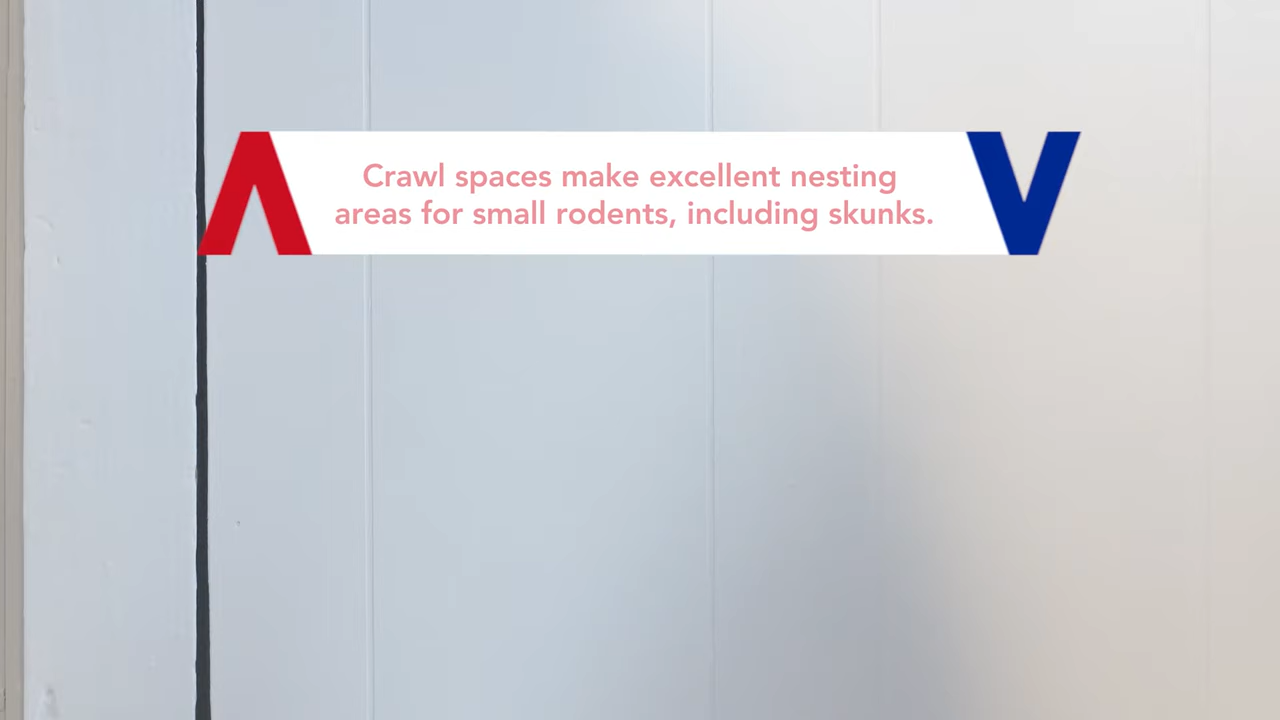 Crawl spaces make excellent nesting
areas for small rodents, including skunks.